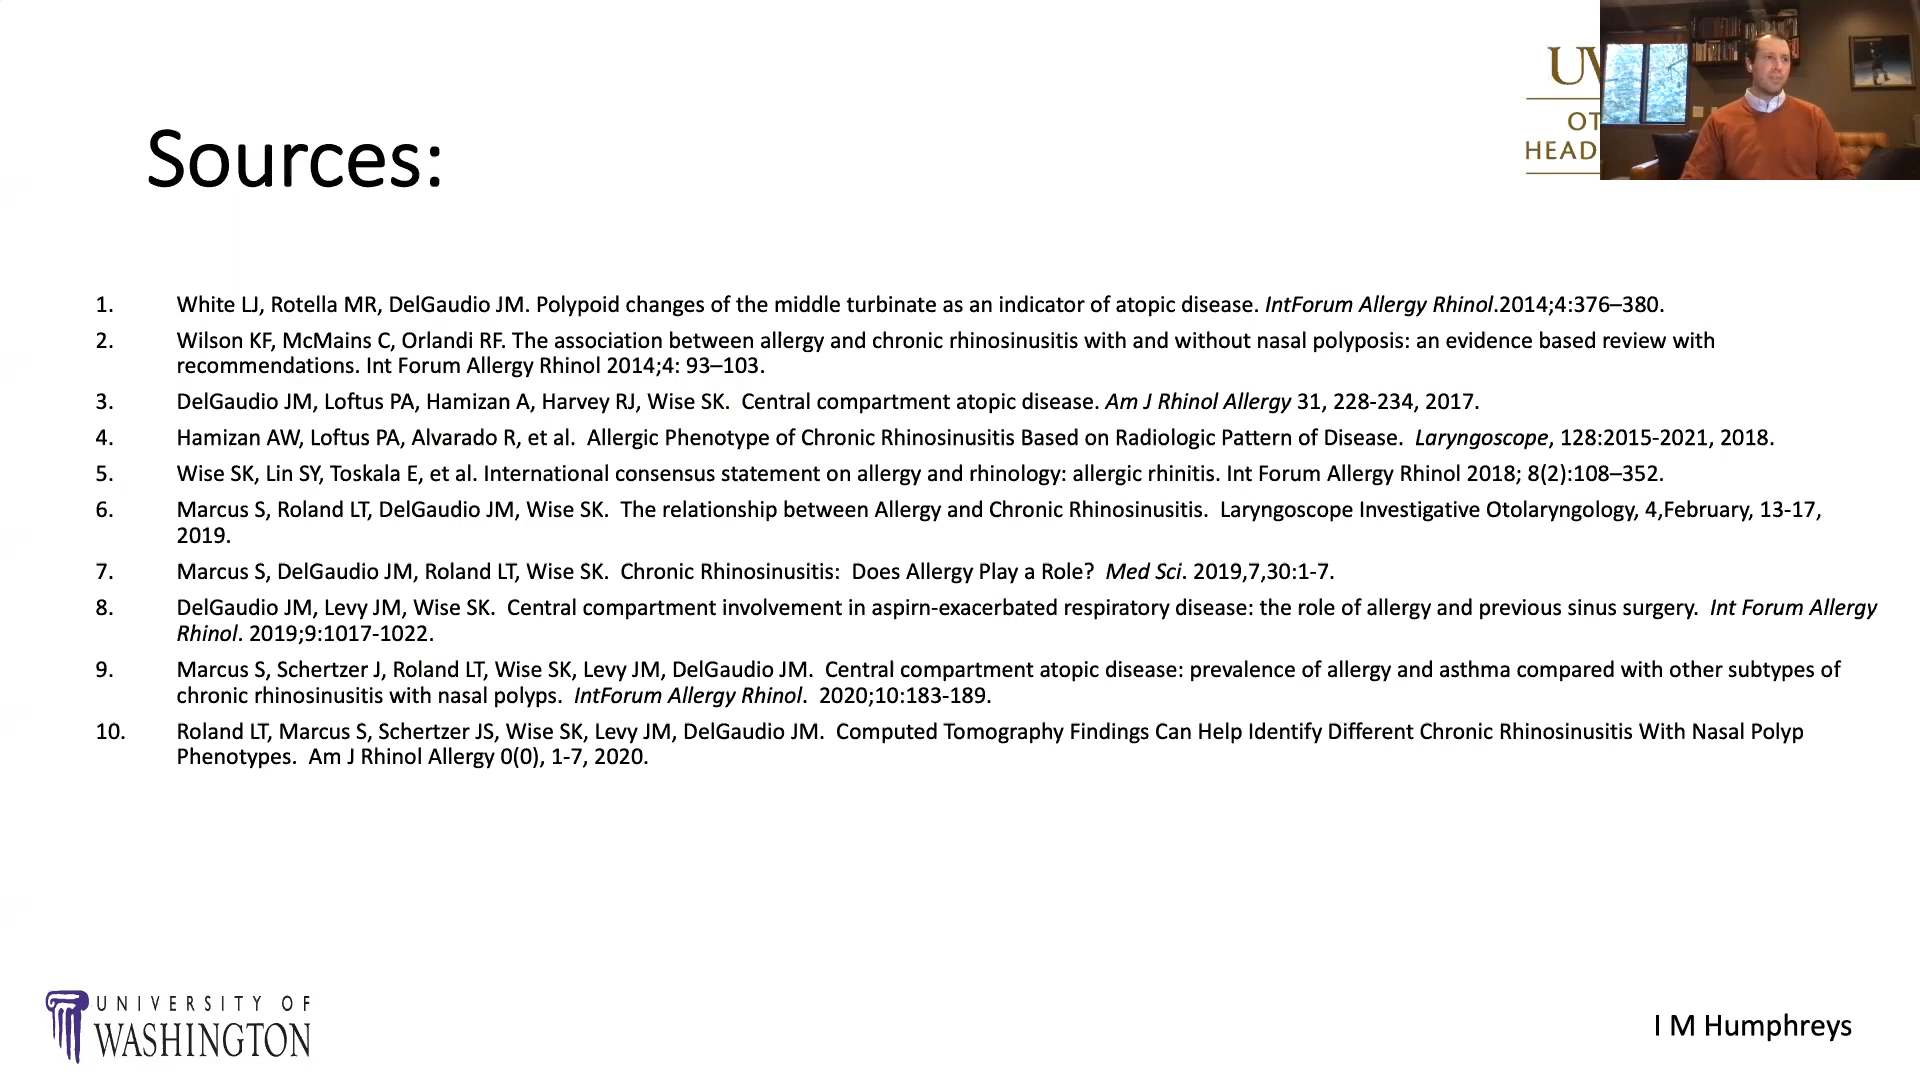 UW
OT
HEAD
Sources:
1. White LJ, Rotella MR, DelGaudio JM. Polypoid changes of the middle turbinate as an indicator of atopic disease. IntForum Allergy Rhinol.2014;4:376–380.
2. Wilson KF, McMains C, Orlandi RF. The association between allergy and chronic rhinosinusitis with and without nasal polyposis: an evidence based review with
recommendations. Int Forum Allergy Rhinol 2014;4: 93–103.
3. DelGaudio JM, Loftus PA, Hamizan A, Harvey RJ, Wise SK. Central compartment atopic disease. Am J Rhinol Allergy 31, 228-234, 2017.
4. Hamizan AW, Loftus PA, Alvarado R, et al. Allergic Phenotype of Chronic Rhinosinusitis Based on Radiologic Pattern of Disease. Laryngoscope, 128:2015-2021, 2018.
5. Wise SK, Lin SY, Toskala E, et al. International consensus statement on allergy and rhinology: allergic rhinitis. Int Forum Allergy Rhinol 2018; 8(2):108–352.
6. Marcus S, Roland LT, DelGaudio JM, Wise SK. The relationship between Allergy and Chronic Rhinosinusitis. Laryngoscope Investigative Otolaryngology, 4,February, 13-17,
2019.
7. Marcus S, DelGaudio JM, Roland LT, Wise SK. Chronic Rhinosinusitis: Does Allergy Play a Role? Med Sci. 2019,7,30:1-7.
8. DelGaudio JM, Levy JM, Wise SK. Central compartment involvement in aspirn-exacerbated respiratory disease: the role of allergy and previous sinus surgery. Int Forum Allergy
Rhinol. 2019;9:1017-1022.
9. Marcus S, Schertzer J, Roland LT, Wise SK, Levy JM, DelGaudio JM. Central compartment atopic disease: prevalence of allergy and asthma compared with other subtypes of
chronic rhinosinusitis with nasal polyps. IntForum Allergy Rhinol. 2020;10:183-189.
10. Roland LT, Marcus S, Schertzer JS, Wise SK, Levy JM, DelGaudio JM. Computed Tomography Findings Can Help Identify Different Chronic Rhinosinusitis With Nasal Polyp
Phenotypes. Am J Rhinol Allergy 0(0), 1-7, 2020.
UNIVERSITY OF
WASHINGTON
I M Humphreys